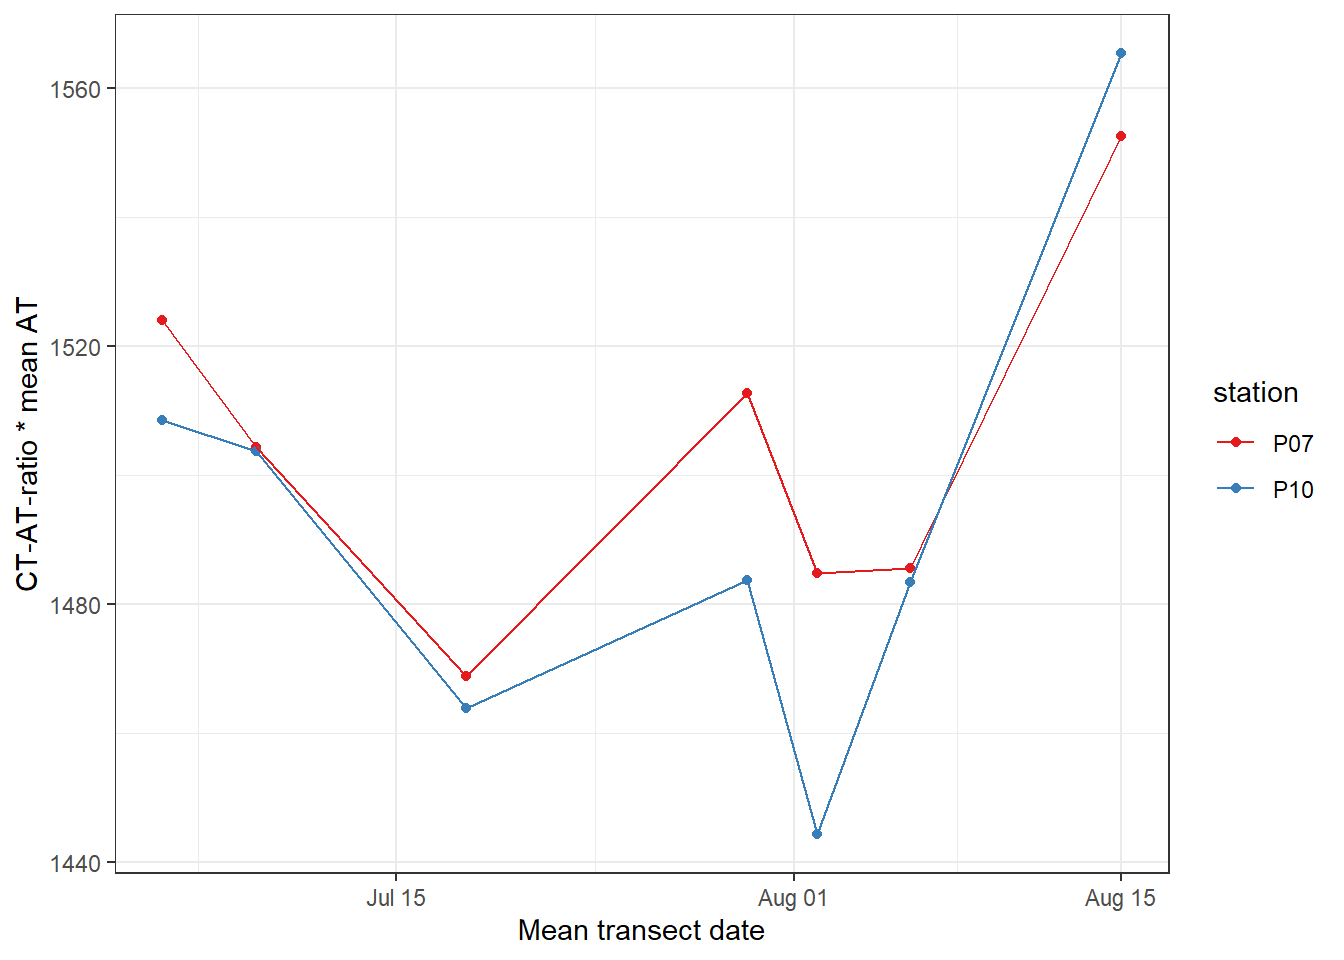 1560
1520
1480
1440
CT-AT-ratio * mean AT
Jul 15
Aug 01
Aug 15
Mean transect date
station
P07
P10